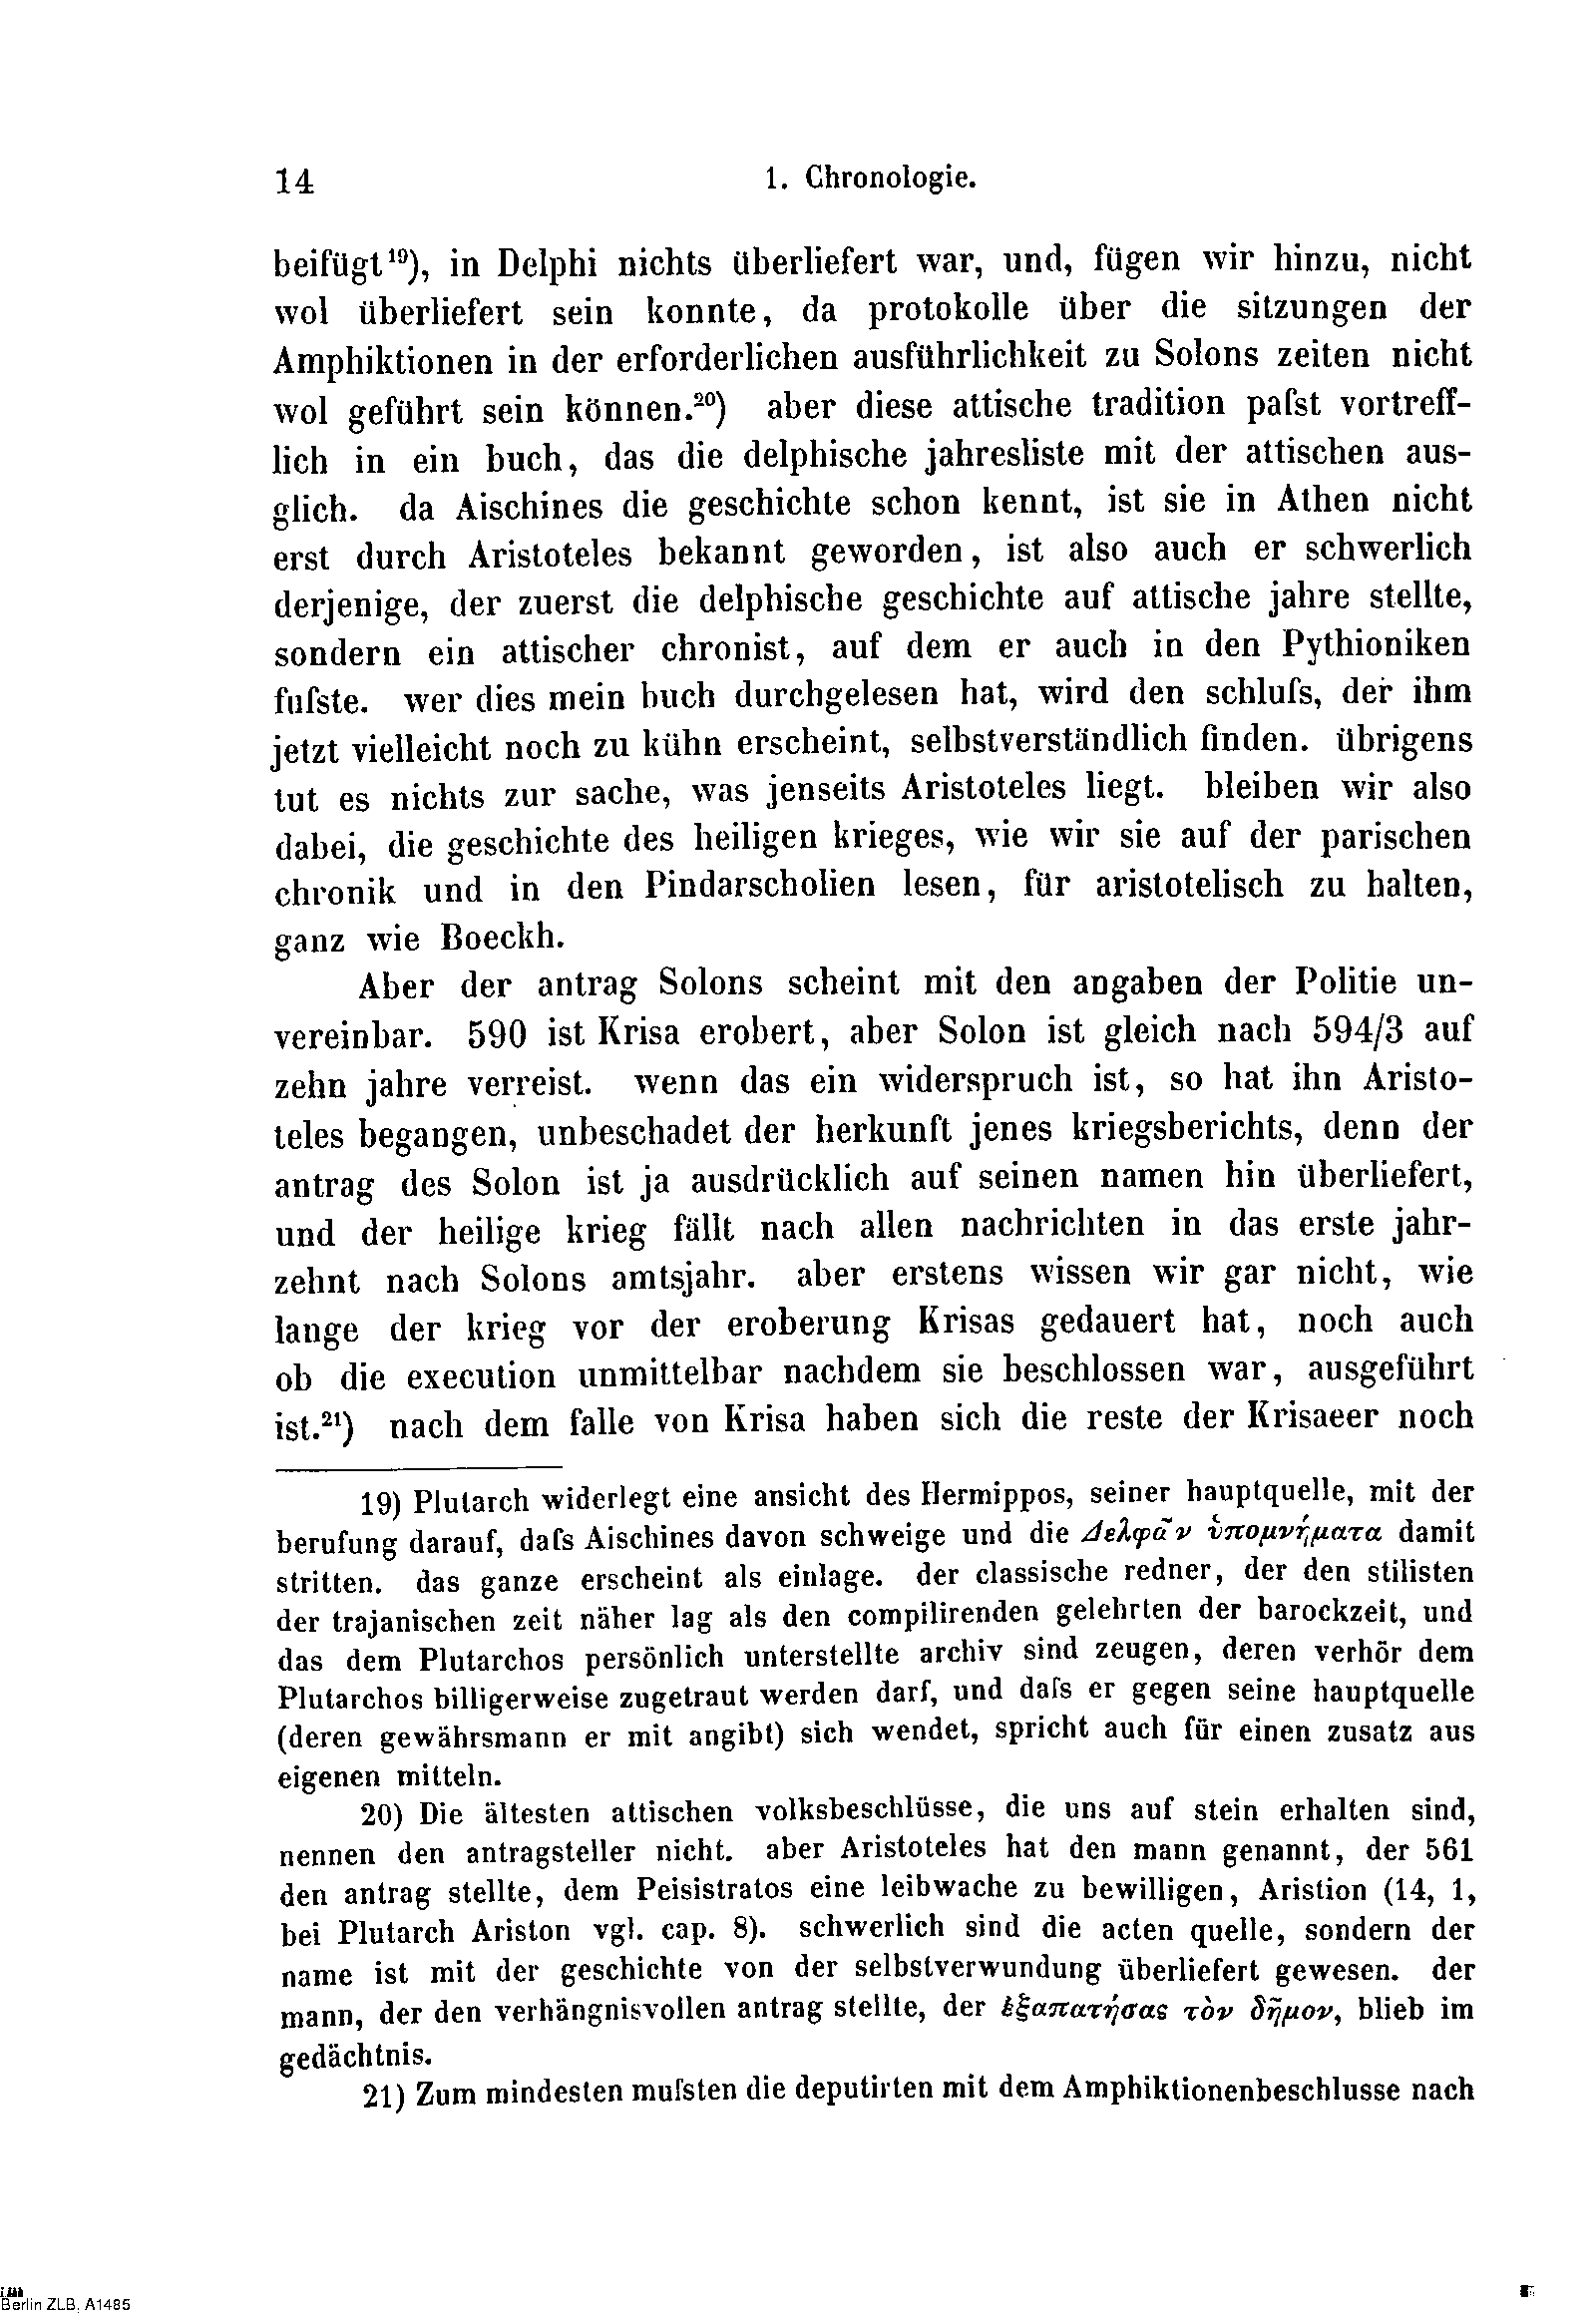 14
1. Chronologie.
beifügt¹⁹), in Delphi nichts überliefert war, und, fügen wir hinzu, nicht
wol überliefert sein konnte, da protokolle über die sitzungen der
Amphiktionen in der erforderlichen ausführlichkeit zu Solons zeiten nicht
wol geführt sein können.²⁰) aber diese attische tradition paſst vortreff-
lich in ein buch, das die delphische jahresliste mit der attischen aus-
glich. da Aischines die geschichte schon kennt, ist sie in Athen nicht
erst durch Aristoteles bekannt geworden, ist also auch er schwerlich
derjenige, der zuerst die delphische geschichte auf attische jahre stellte,
sondern ein attischer chronist, auf dem er auch in den Pythioniken
fuſste. wer dies mein buch durchgelesen hat, wird den schluſs, der ihm
jetzt vielleicht noch zu kühn erscheint, selbstverständlich finden. übrigens
tut es nichts zur sache, was jenseits Aristoteles liegt. bleiben wir also
dabei, die geschichte des heiligen krieges, wie wir sie auf der parischen
chronik und in den Pindarscholien lesen, für aristotelisch zu halten,
ganz wie Boeckh.
Aber der antrag Solons scheint mit den angaben der Politie un-
vereinbar. 590 ist Krisa erobert, aber Solon ist gleich nach 594/3 auf
zehn jahre verreist. wenn das ein widerspruch ist, so hat ihn Aristo-
teles begangen, unbeschadet der herkunft jenes kriegsberichts, denn der
antrag des Solon ist ja ausdrücklich auf seinen namen hin überliefert,
und der heilige krieg fällt nach allen nachrichten in das erste jahr-
zehnt nach Solons amtsjahr. aber erstens wissen wir gar nicht, wie
lange der krieg vor der eroberung Krisas gedauert hat, noch auch
ob die execution unmittelbar nachdem sie beschlossen war, ausgeführt
ist.²¹) nach dem falle von Krisa haben sich die reste der Krisaeer noch
19) Plutarch widerlegt eine ansicht des Hermippos, seiner hauptquelle, mit der
berufung darauf, daſs Aischines davon schweige und die Δελφῶν ὑπομνήματα damit
stritten. das ganze erscheint als einlage. der classische redner, der den stilisten
der trajanischen zeit näher lag als den compilirenden gelehrten der barockzeit, und
das dem Plutarchos persönlich unterstellte archiv sind zeugen, deren verhör dem
Plutarchos billigerweise zugetraut werden darf, und daſs er gegen seine hauptquelle
(deren gewährsmann er mit angibt) sich wendet, spricht auch für einen zusatz aus
eigenen mitteln.
20) Die ältesten attischen volksbeschlüsse, die uns auf stein erhalten sind,
nennen den antragsteller nicht. aber Aristoteles hat den mann genannt, der 561
den antrag stellte, dem Peisistratos eine leibwache zu bewilligen, Aristion (14, 1,
bei Plutarch Ariston vgl. cap. 8). schwerlich sind die acten quelle, sondern der
name ist mit der geschichte von der selbstverwundung überliefert gewesen. der
mann, der den verhängnisvollen antrag stellte, der ἐξαπατήσας τὸν δῆμον, blieb im
gedächtnis.
21) Zum mindesten muſsten die deputirten mit dem Amphiktionenbeschlusse nach
Berlin ZLB, A1485